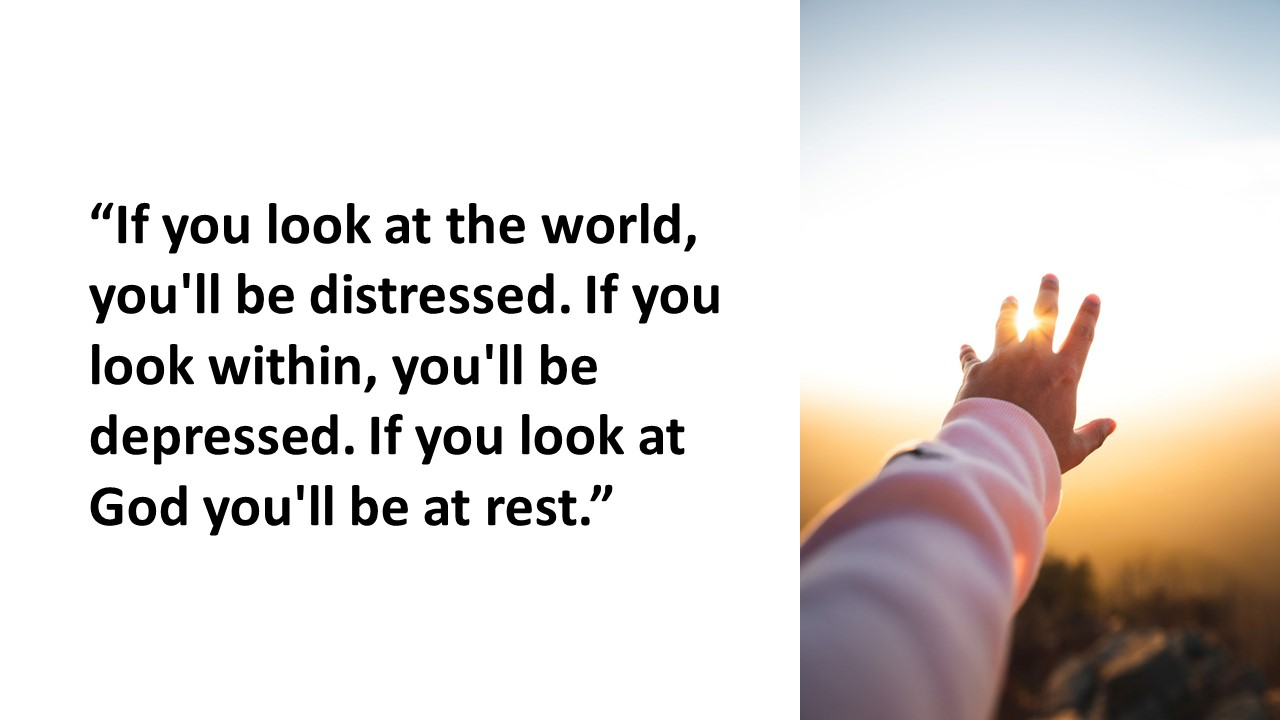 “If you look at the world,
you'll be distressed. If you
look within, you'll be
depressed. If you look at
God you'll be at rest.”